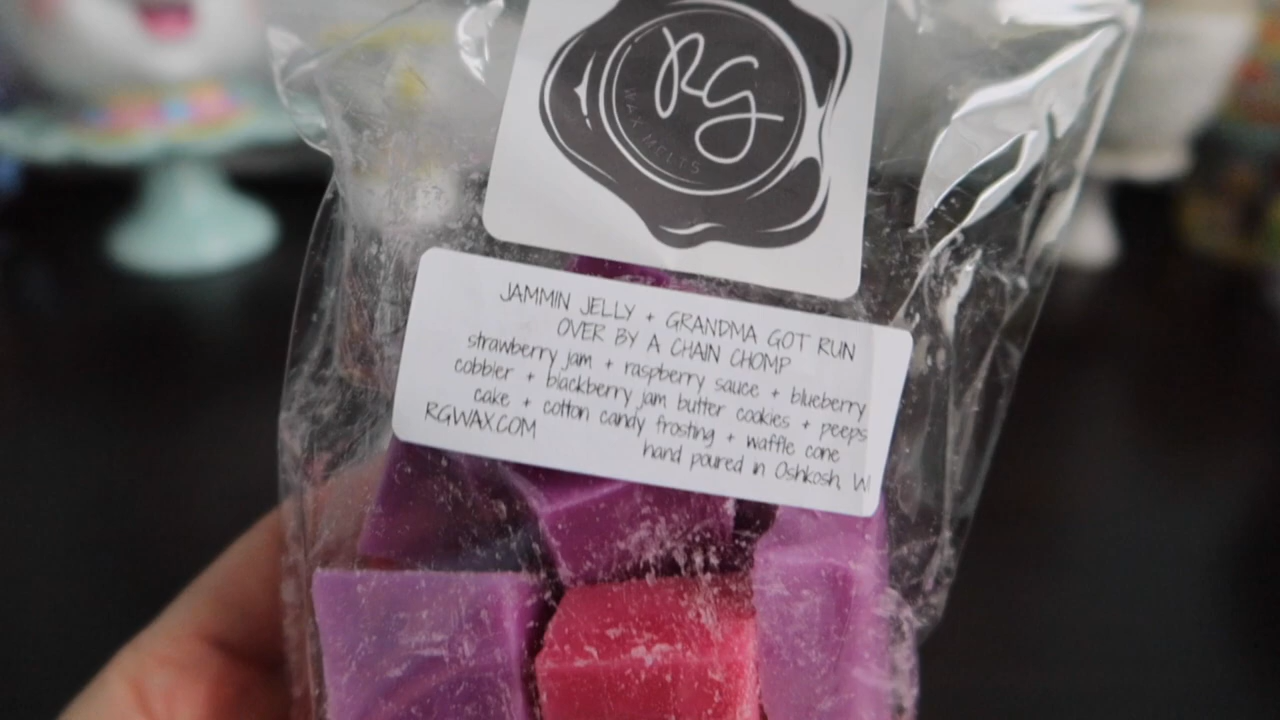 RG
WAX MELTS
JAMMIN JELLY + GRANDMA GOT RUN
OVER BY A CHAIN CHOMP
strawberry jam + raspberry sauce + blueberry
cobbler + blackberry jam butter cookies + peeps
cake + cotton candy frosting + waffle cone
RGWAX.COM
hand poured in Oshkosh, WI